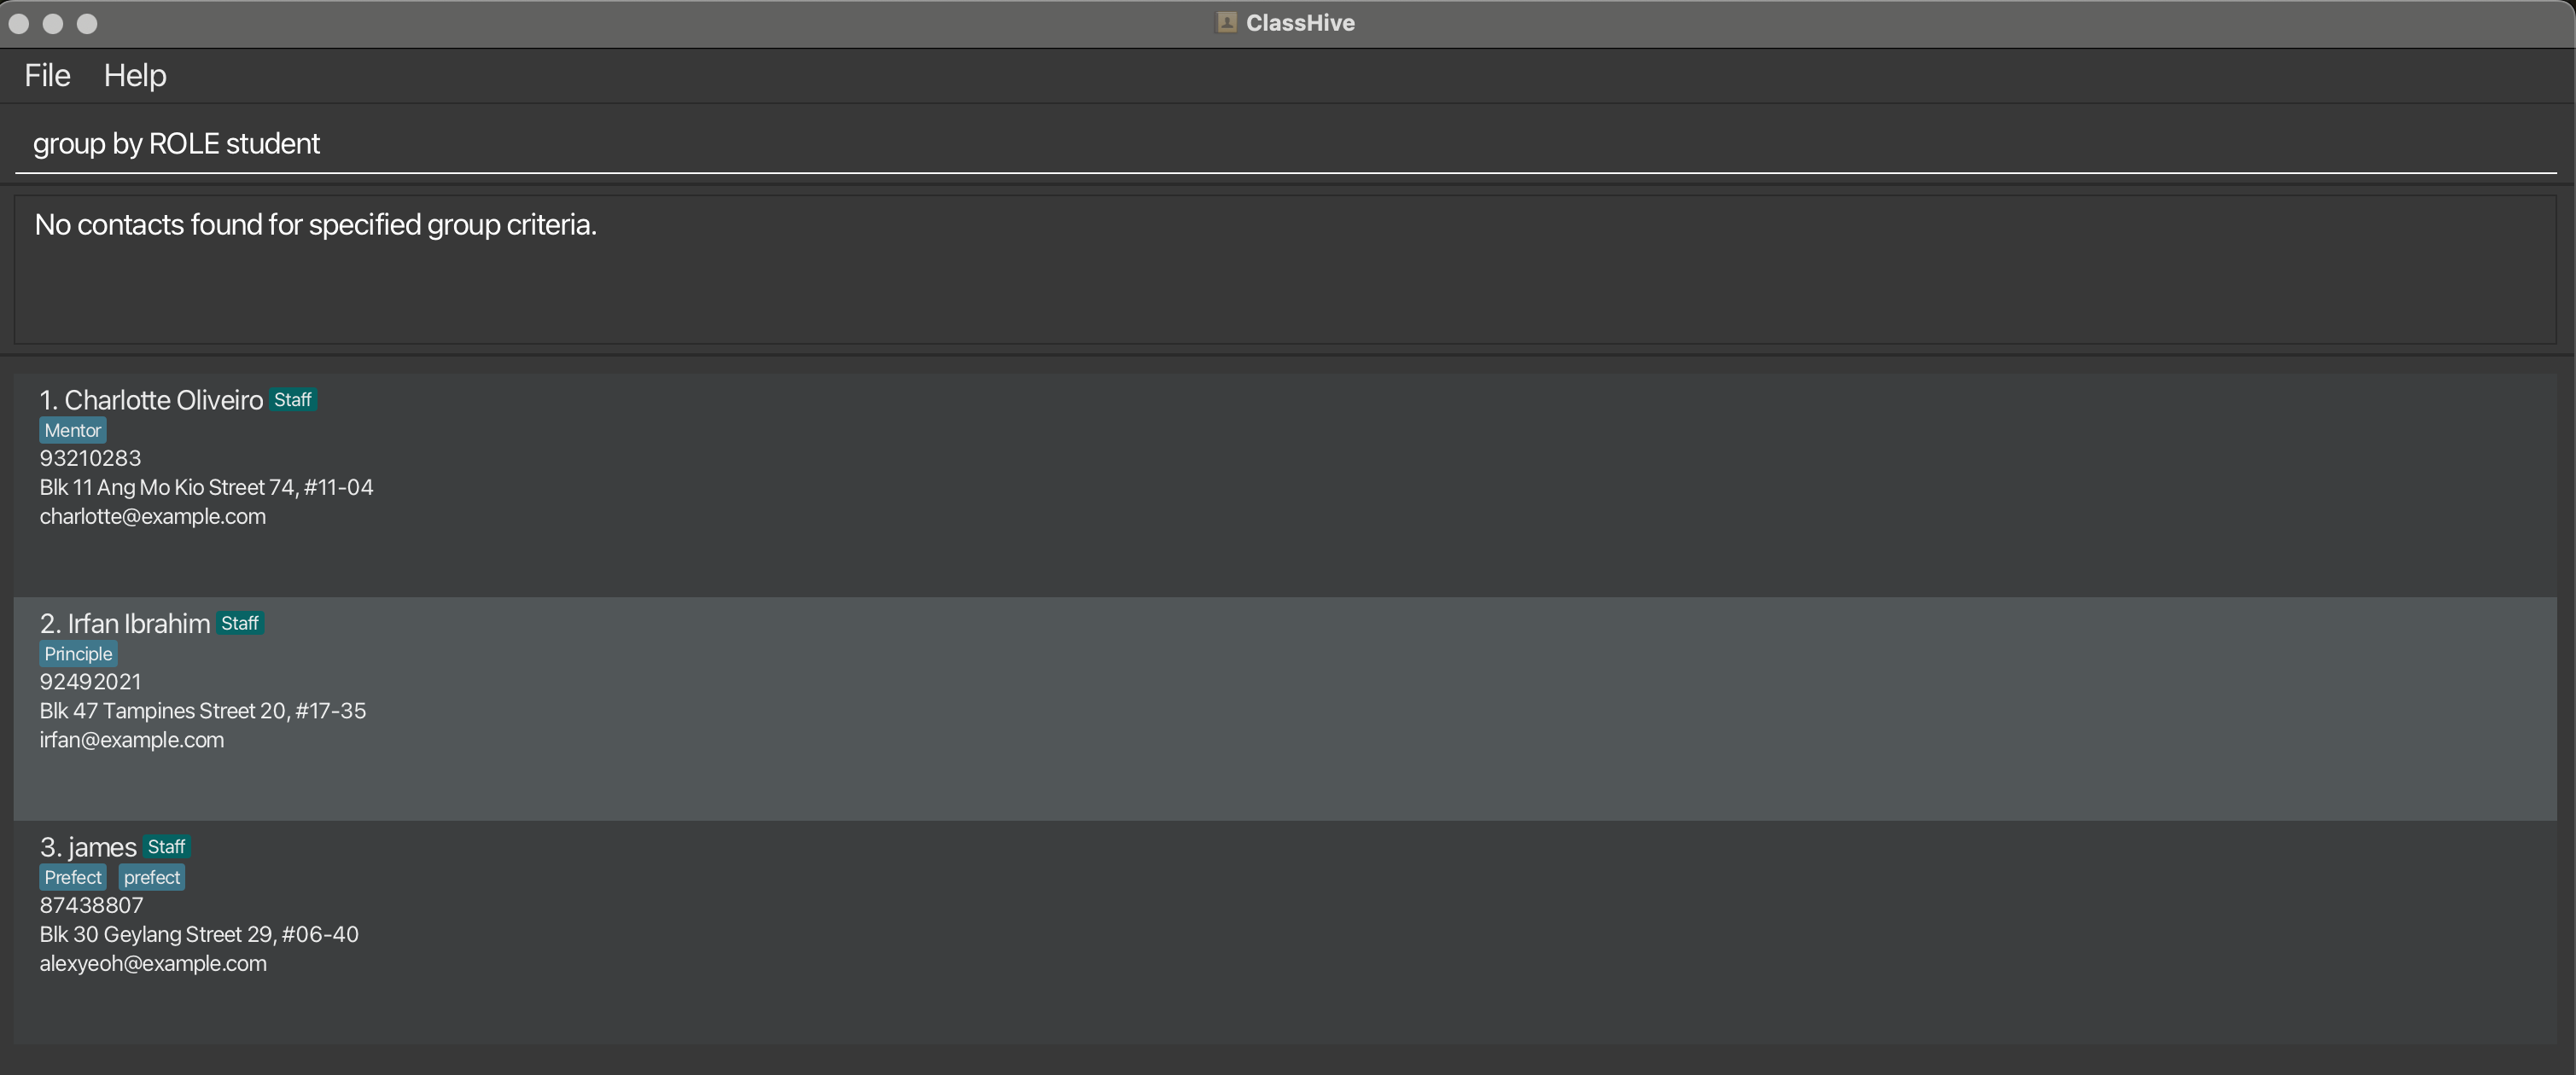 ClassHive
File Help
group by ROLE student
No contacts found for specified group criteria.
1. Charlotte Oliveiro Staff
Mentor
93210283
Blk 11 Ang Mo Kio Street 74, #11-04
charlotte@example.com
2. Irfan Ibrahim Staff
Principle
92492021
Blk 47 Tampines Street 20, #17-35
irfan@example.com
3. james Staff
Prefect prefect
87438807
Blk 30 Geylang Street 29, #06-40
alexyeoh@example.com